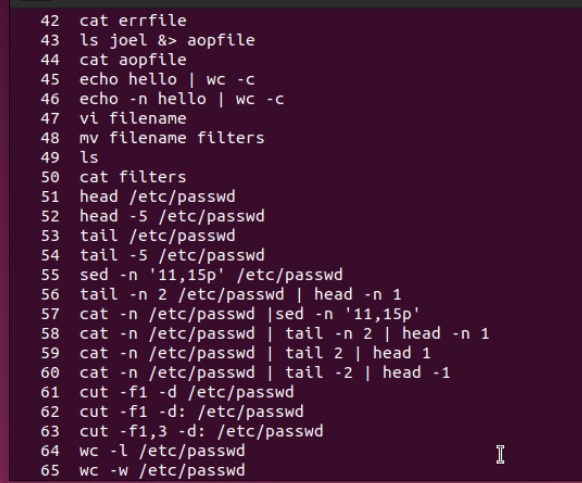 42 cat errfile
43 ls joel &> aopfile
44 cat aopfile
45 echo hello | wc -c
46 echo -n hello | wc -c
47 vi filename
48 mv filename filters
49 ls
50 cat filters
51 head /etc/passwd
52 head -5 /etc/passwd
53 tail /etc/passwd
54 tail -5 /etc/passwd
55 sed -n '11,15p' /etc/passwd
56 tail -n 2 /etc/passwd | head -n 1
57 cat -n /etc/passwd |sed -n '11,15p'
58 cat -n /etc/passwd | tail -n 2 | head -n 1
59 cat -n /etc/passwd | tail 2 | head 1
60 cat -n /etc/passwd | tail -2 | head -1
61 cut -f1 -d /etc/passwd
62 cut -f1 -d: /etc/passwd
63 cut -f1,3 -d: /etc/passwd
64 wc -l /etc/passwd
65 wc -w /etc/passwd